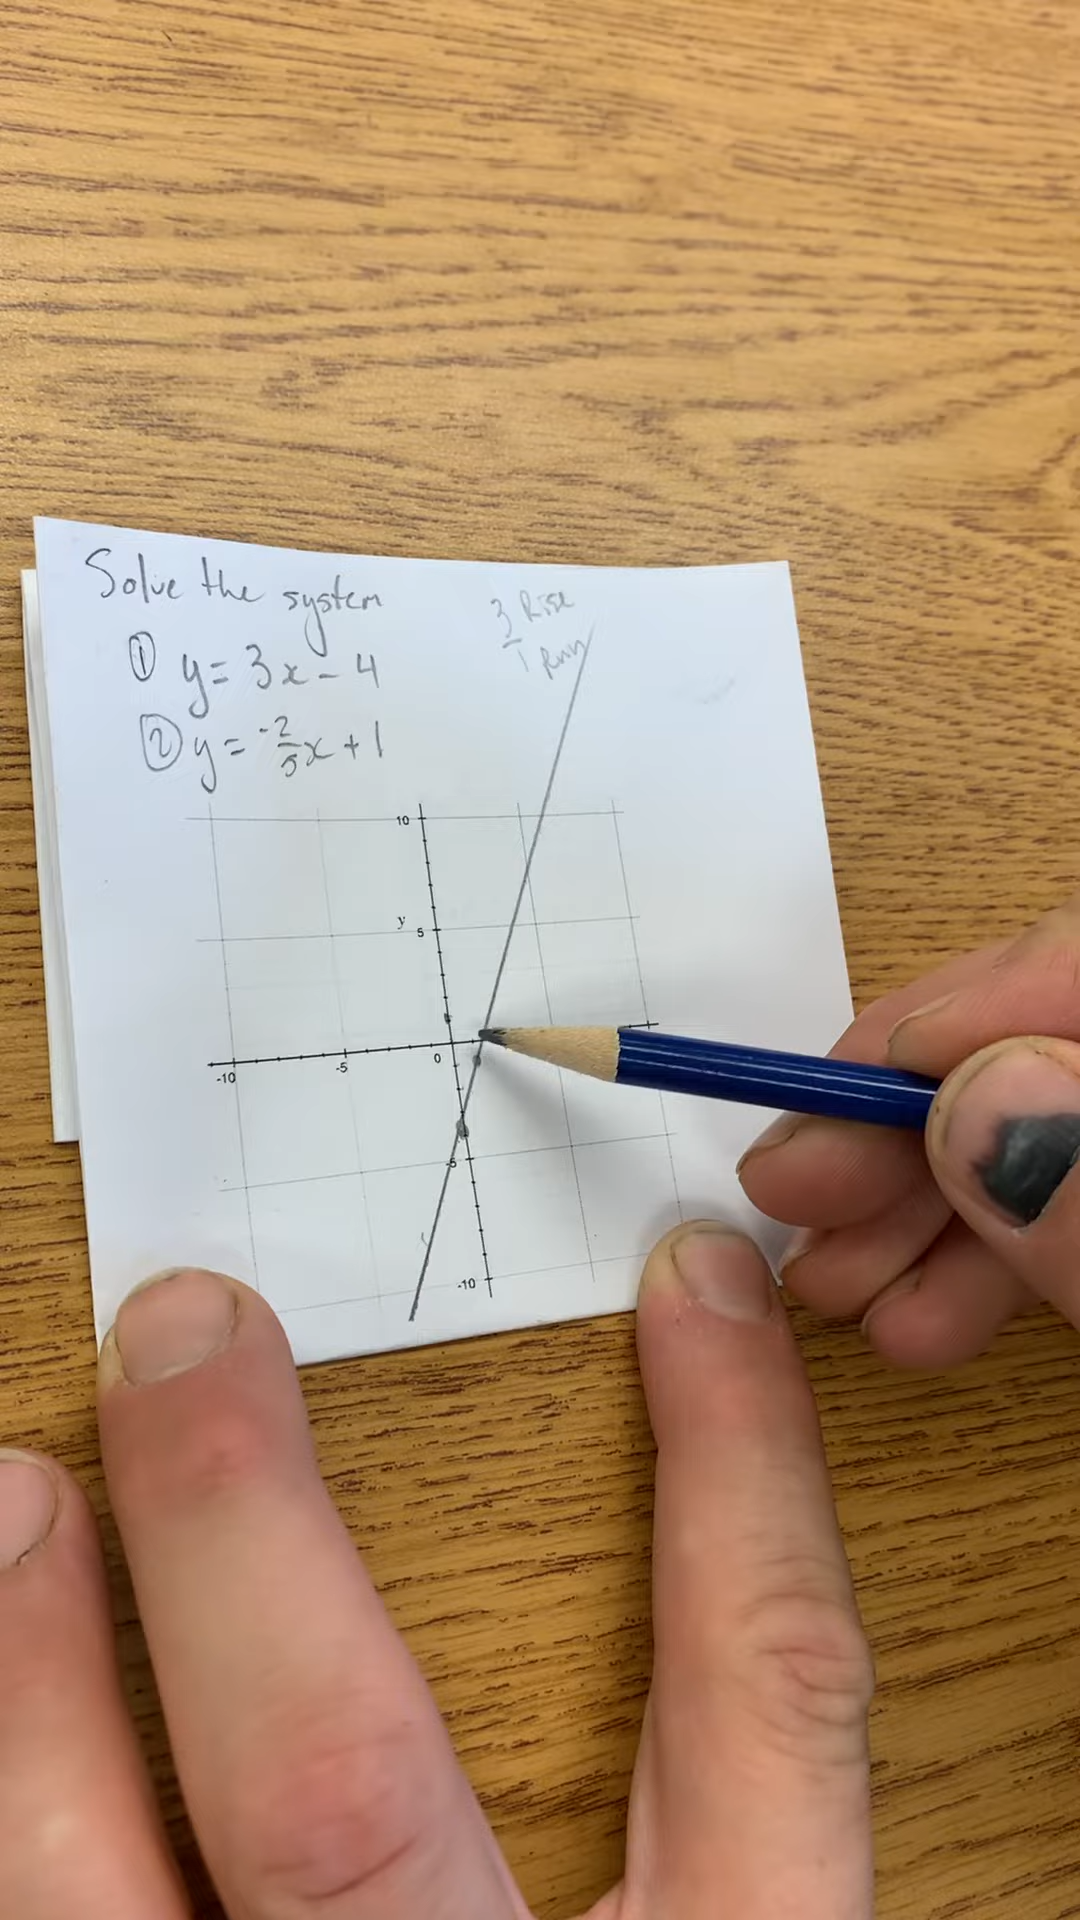 Solve the system
① y = 3x - 4
② y = -2/5x + 1
3 Rise
1 Run
10
y
5
-10
-5
0
-5
-10